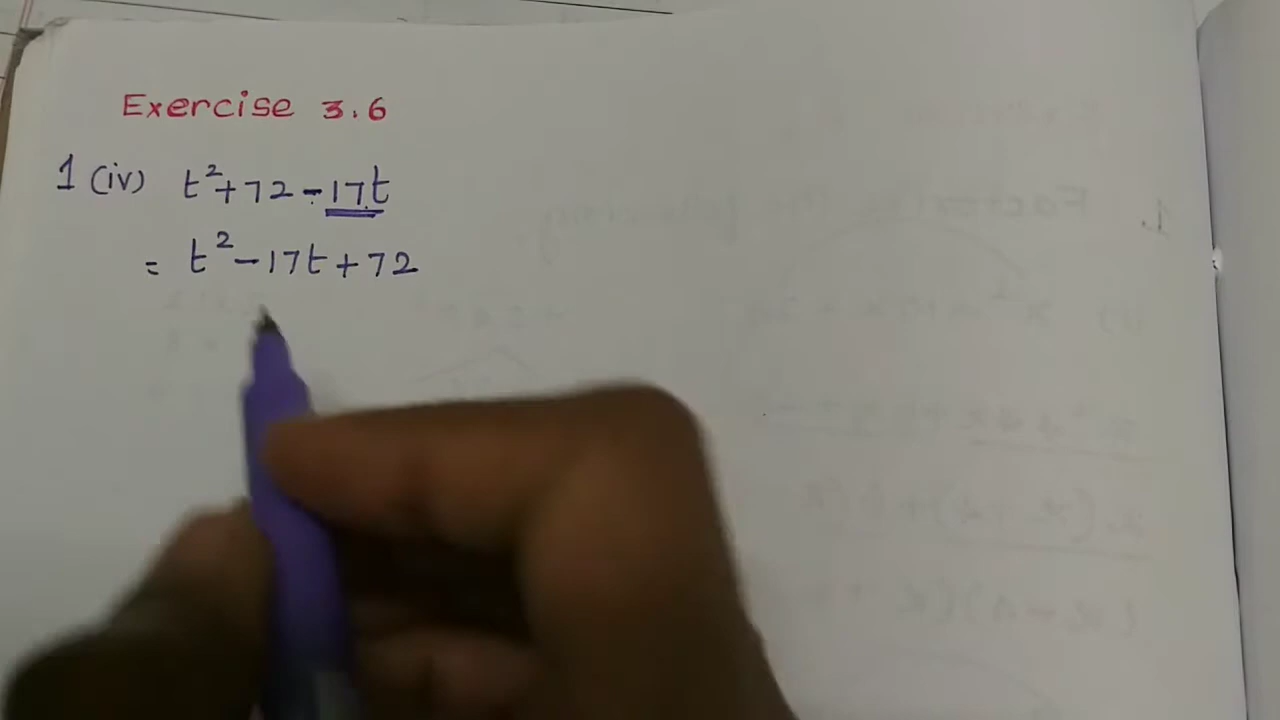 Exercise 3.6
1 (iv) t²+72-17t
= t²-17t+72